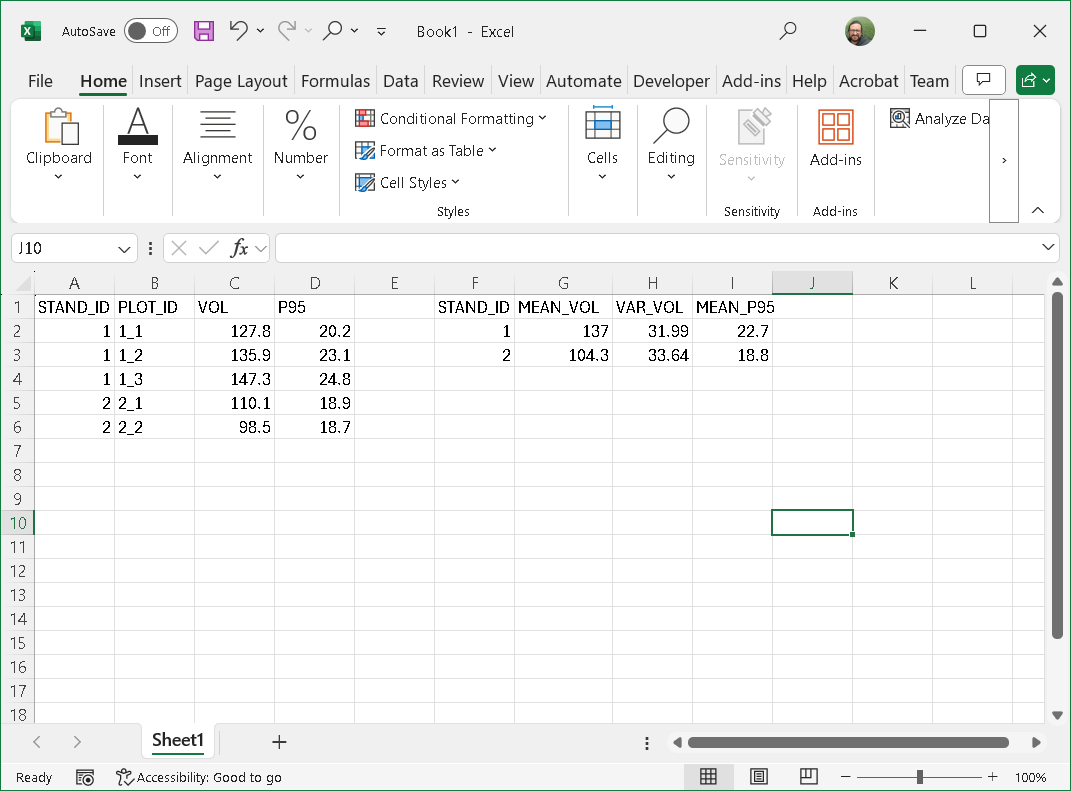 AutoSave Off Book1 - Excel
File Home Insert Page Layout Formulas Data Review View Automate Developer Add-ins Help Acrobat Team
Clipboard Font Alignment Number Conditional Formatting Format as Table Cell Styles Cells Editing Sensitivity Add-ins Analyze Da
Styles Sensitivity Add-ins
J10 fx
A B C D E F G H I J K L
1 STAND_ID PLOT_ID VOL P95 STAND_ID MEAN_VOL VAR_VOL MEAN_P95
2 1 1_1 127.8 20.2 1 137 31.99 22.7
3 1 1_2 135.9 23.1 2 104.3 33.64 18.8
4 1 1_3 147.3 24.8
5 2 2_1 110.1 18.9
6 2 2_2 98.5 18.7
7
8
9
10
11
12
13
14
15
16
17
18
Sheet1
Ready Accessibility: Good to go 100%